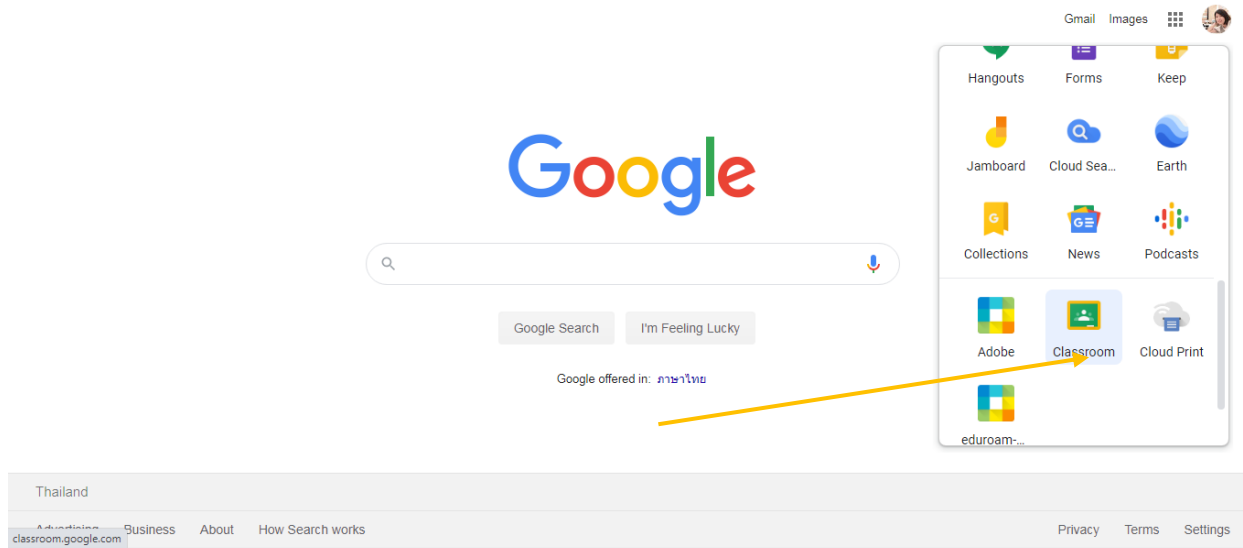 Gmail Images
Hangouts Forms Keep
Jamboard Cloud Sea... Earth
Collections News Podcasts
Adobe Classroom Cloud Print
eduroam-...
Google
Google Search I'm Feeling Lucky
Google offered in: ภาษาไทย
Thailand
Advertising Business About How Search works
Privacy Terms Settings
classroom.google.com